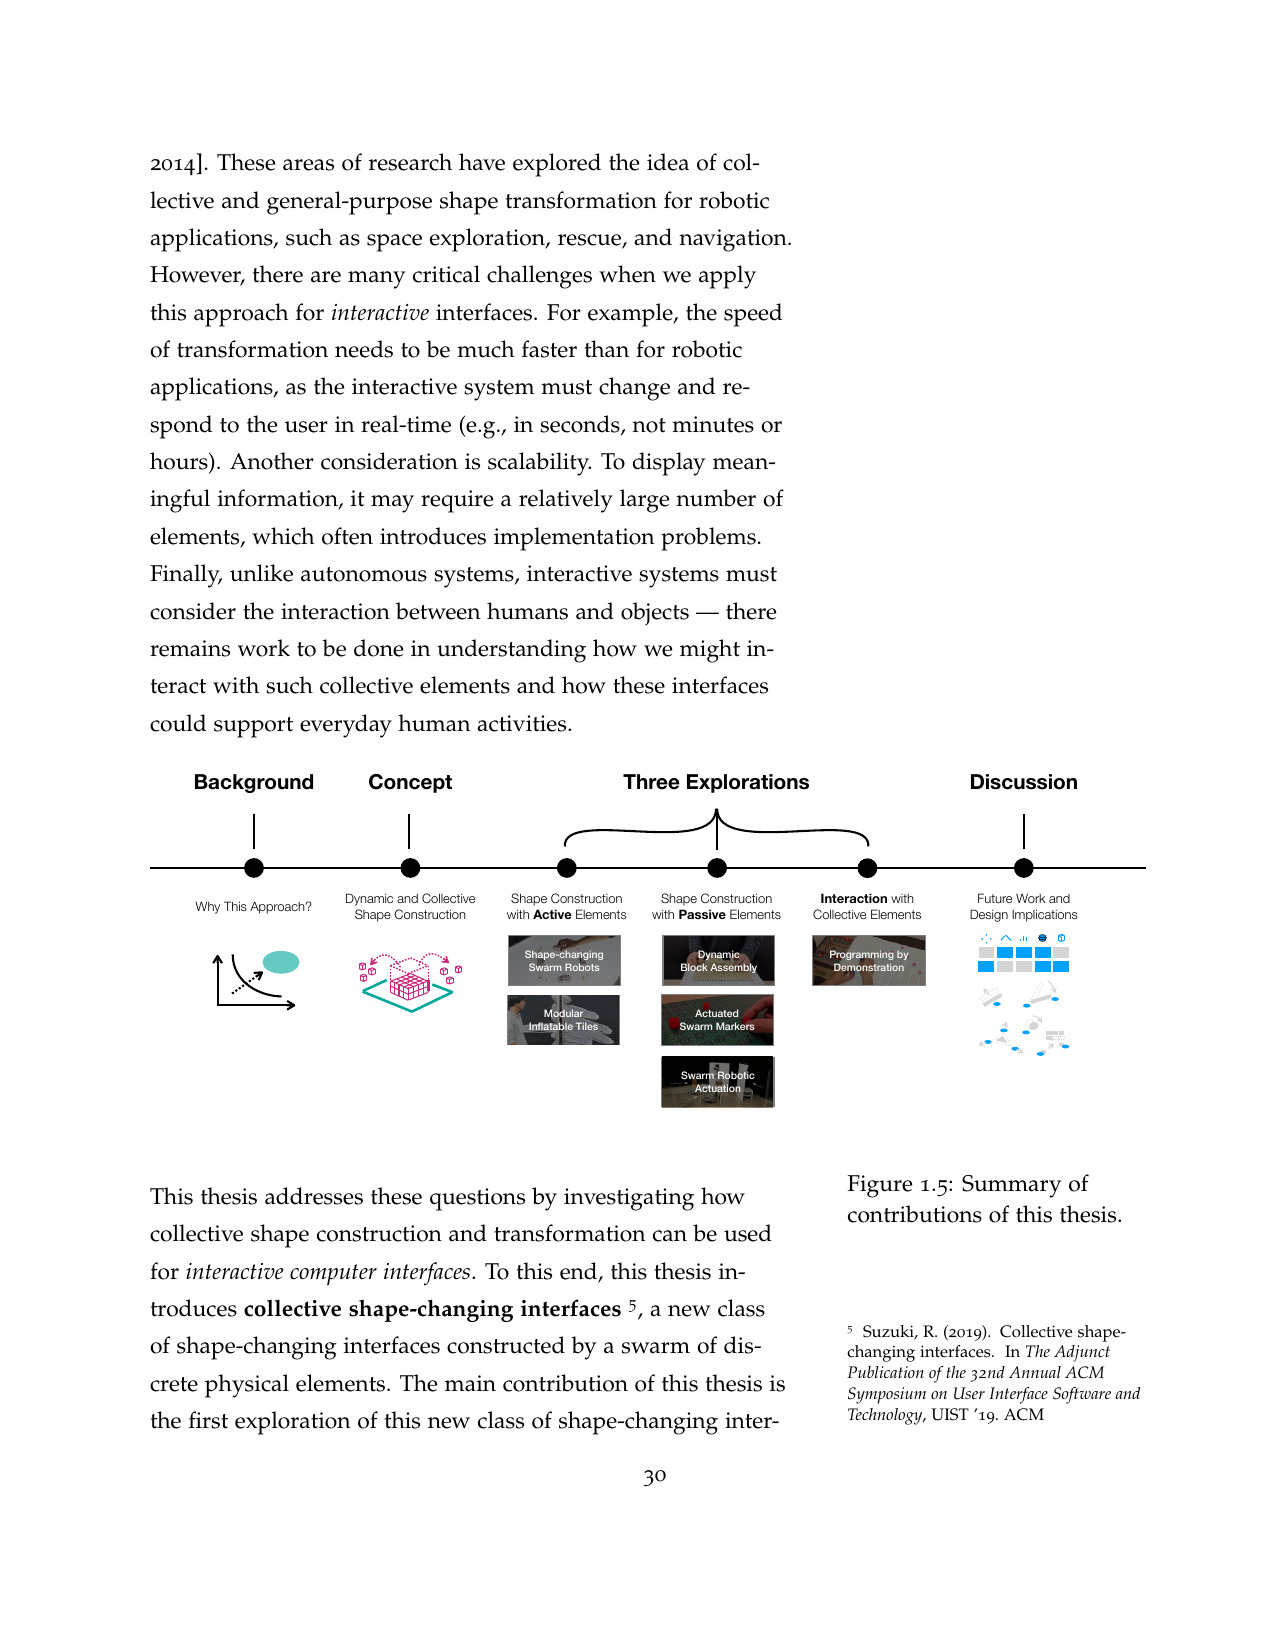 2014]. These areas of research have explored the idea of col-
lective and general-purpose shape transformation for robotic
applications, such as space exploration, rescue, and navigation.
However, there are many critical challenges when we apply
this approach for interactive interfaces. For example, the speed
of transformation needs to be much faster than for robotic
applications, as the interactive system must change and re-
spond to the user in real-time (e.g., in seconds, not minutes or
hours). Another consideration is scalability. To display mean-
ingful information, it may require a relatively large number of
elements, which often introduces implementation problems.
Finally, unlike autonomous systems, interactive systems must
consider the interaction between humans and objects — there
remains work to be done in understanding how we might in-
teract with such collective elements and how these interfaces
could support everyday human activities.
Background
Concept
Three Explorations
Discussion
Why This Approach?
Dynamic and Collective
Shape Construction
Shape Construction
with Active Elements
Shape-changing
Swarm Robots
Modular
Inflatable Tiles
Shape Construction
with Passive Elements
Dynamic
Block Assembly
Actuated
Swarm Markers
Swarm Robotic
Actuation
Interaction with
Collective Elements
Programming by
Demonstration
Future Work and
Design Implications
This thesis addresses these questions by investigating how
collective shape construction and transformation can be used
for interactive computer interfaces. To this end, this thesis in-
troduces collective shape-changing interfaces 5, a new class
of shape-changing interfaces constructed by a swarm of dis-
crete physical elements. The main contribution of this thesis is
the first exploration of this new class of shape-changing inter-
Figure 1.5: Summary of
contributions of this thesis.
5 Suzuki, R. (2019). Collective shape-
changing interfaces. In The Adjunct
Publication of the 32nd Annual ACM
Symposium on User Interface Software and
Technology, UIST ’19. ACM
30